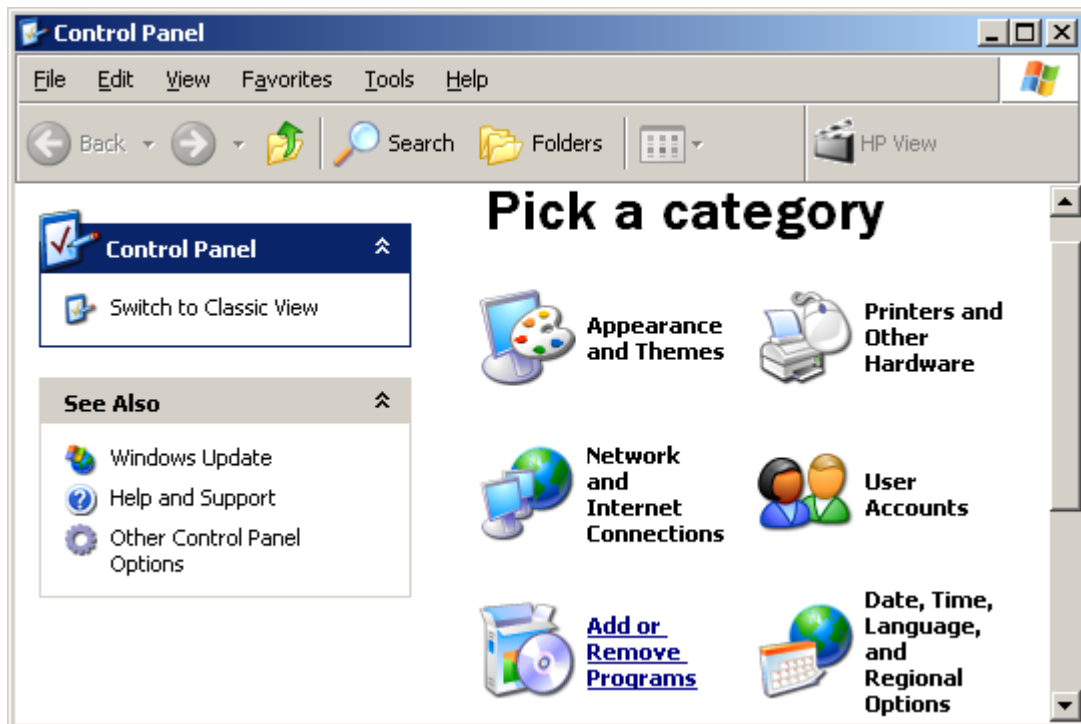 Control Panel
File Edit View Favorites Tools Help
Back Search Folders HP View
Control Panel
Switch to Classic View
See Also
Windows Update
Help and Support
Other Control Panel
Options
Pick a category
Appearance
and Themes
Printers and
Other
Hardware
Network
and
Internet
Connections
User
Accounts
Add or
Remove
Programs
Date, Time,
Language,
and
Regional
Options